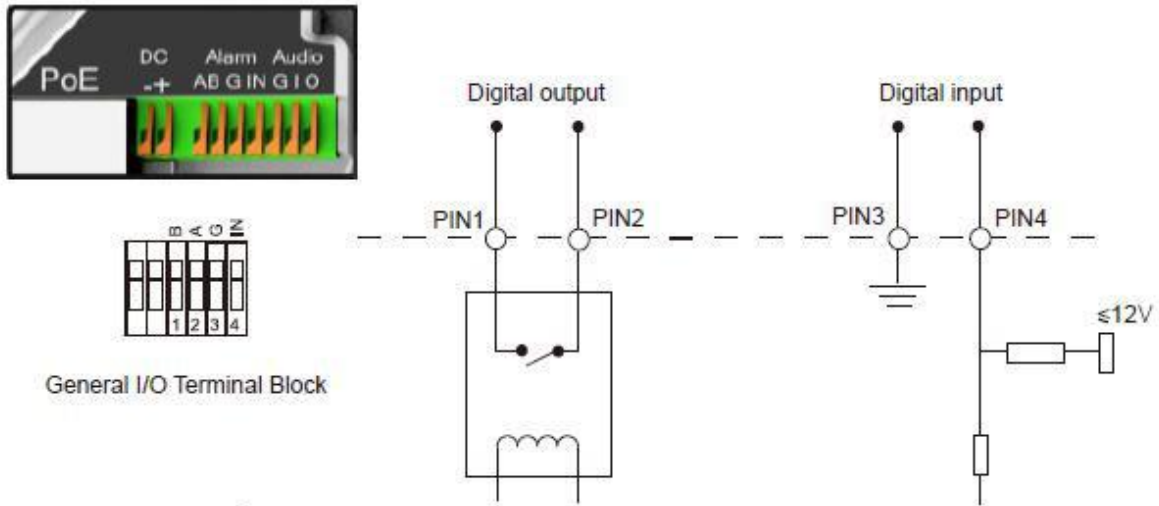 DC Alarm Audio
PoE -+ AB G IN G I O
Digital output
Digital input
PIN1
PIN2
PIN3
PIN4
B A G IN
1 2 3 4
≤12V
General I/O Terminal Block